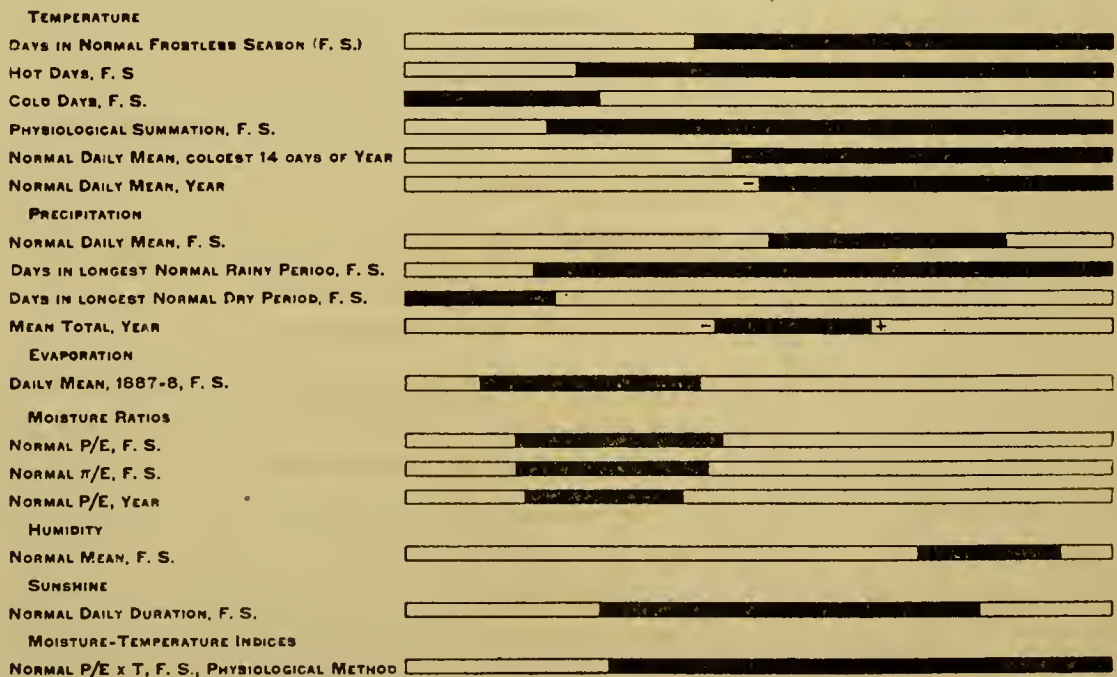 TEMPERATURE
DAYS IN NORMAL FROSTLESS SEASON (F. S.)
HOT DAYS, F. S
COLD DAYS, F. S.
PHYSIOLOGICAL SUMMATION, F. S.
NORMAL DAILY MEAN, COLDEST 14 DAYS OF YEAR
NORMAL DAILY MEAN, YEAR -
PRECIPITATION
NORMAL DAILY MEAN, F. S.
DAYS IN LONGEST NORMAL RAINY PERIOD, F. S.
DAYS IN LONGEST NORMAL DRY PERIOD, F. S.
MEAN TOTAL, YEAR - +
EVAPORATION
DAILY MEAN, 1887-8, F. S.
MOISTURE RATIOS
NORMAL P/E, F. S.
NORMAL π/E, F. S.
NORMAL P/E, YEAR
HUMIDITY
NORMAL MEAN, F. S.
SUNSHINE
NORMAL DAILY DURATION, F. S.
MOISTURE-TEMPERATURE INDICES
NORMAL P/E x T, F. S., PHYSIOLOGICAL METHOD